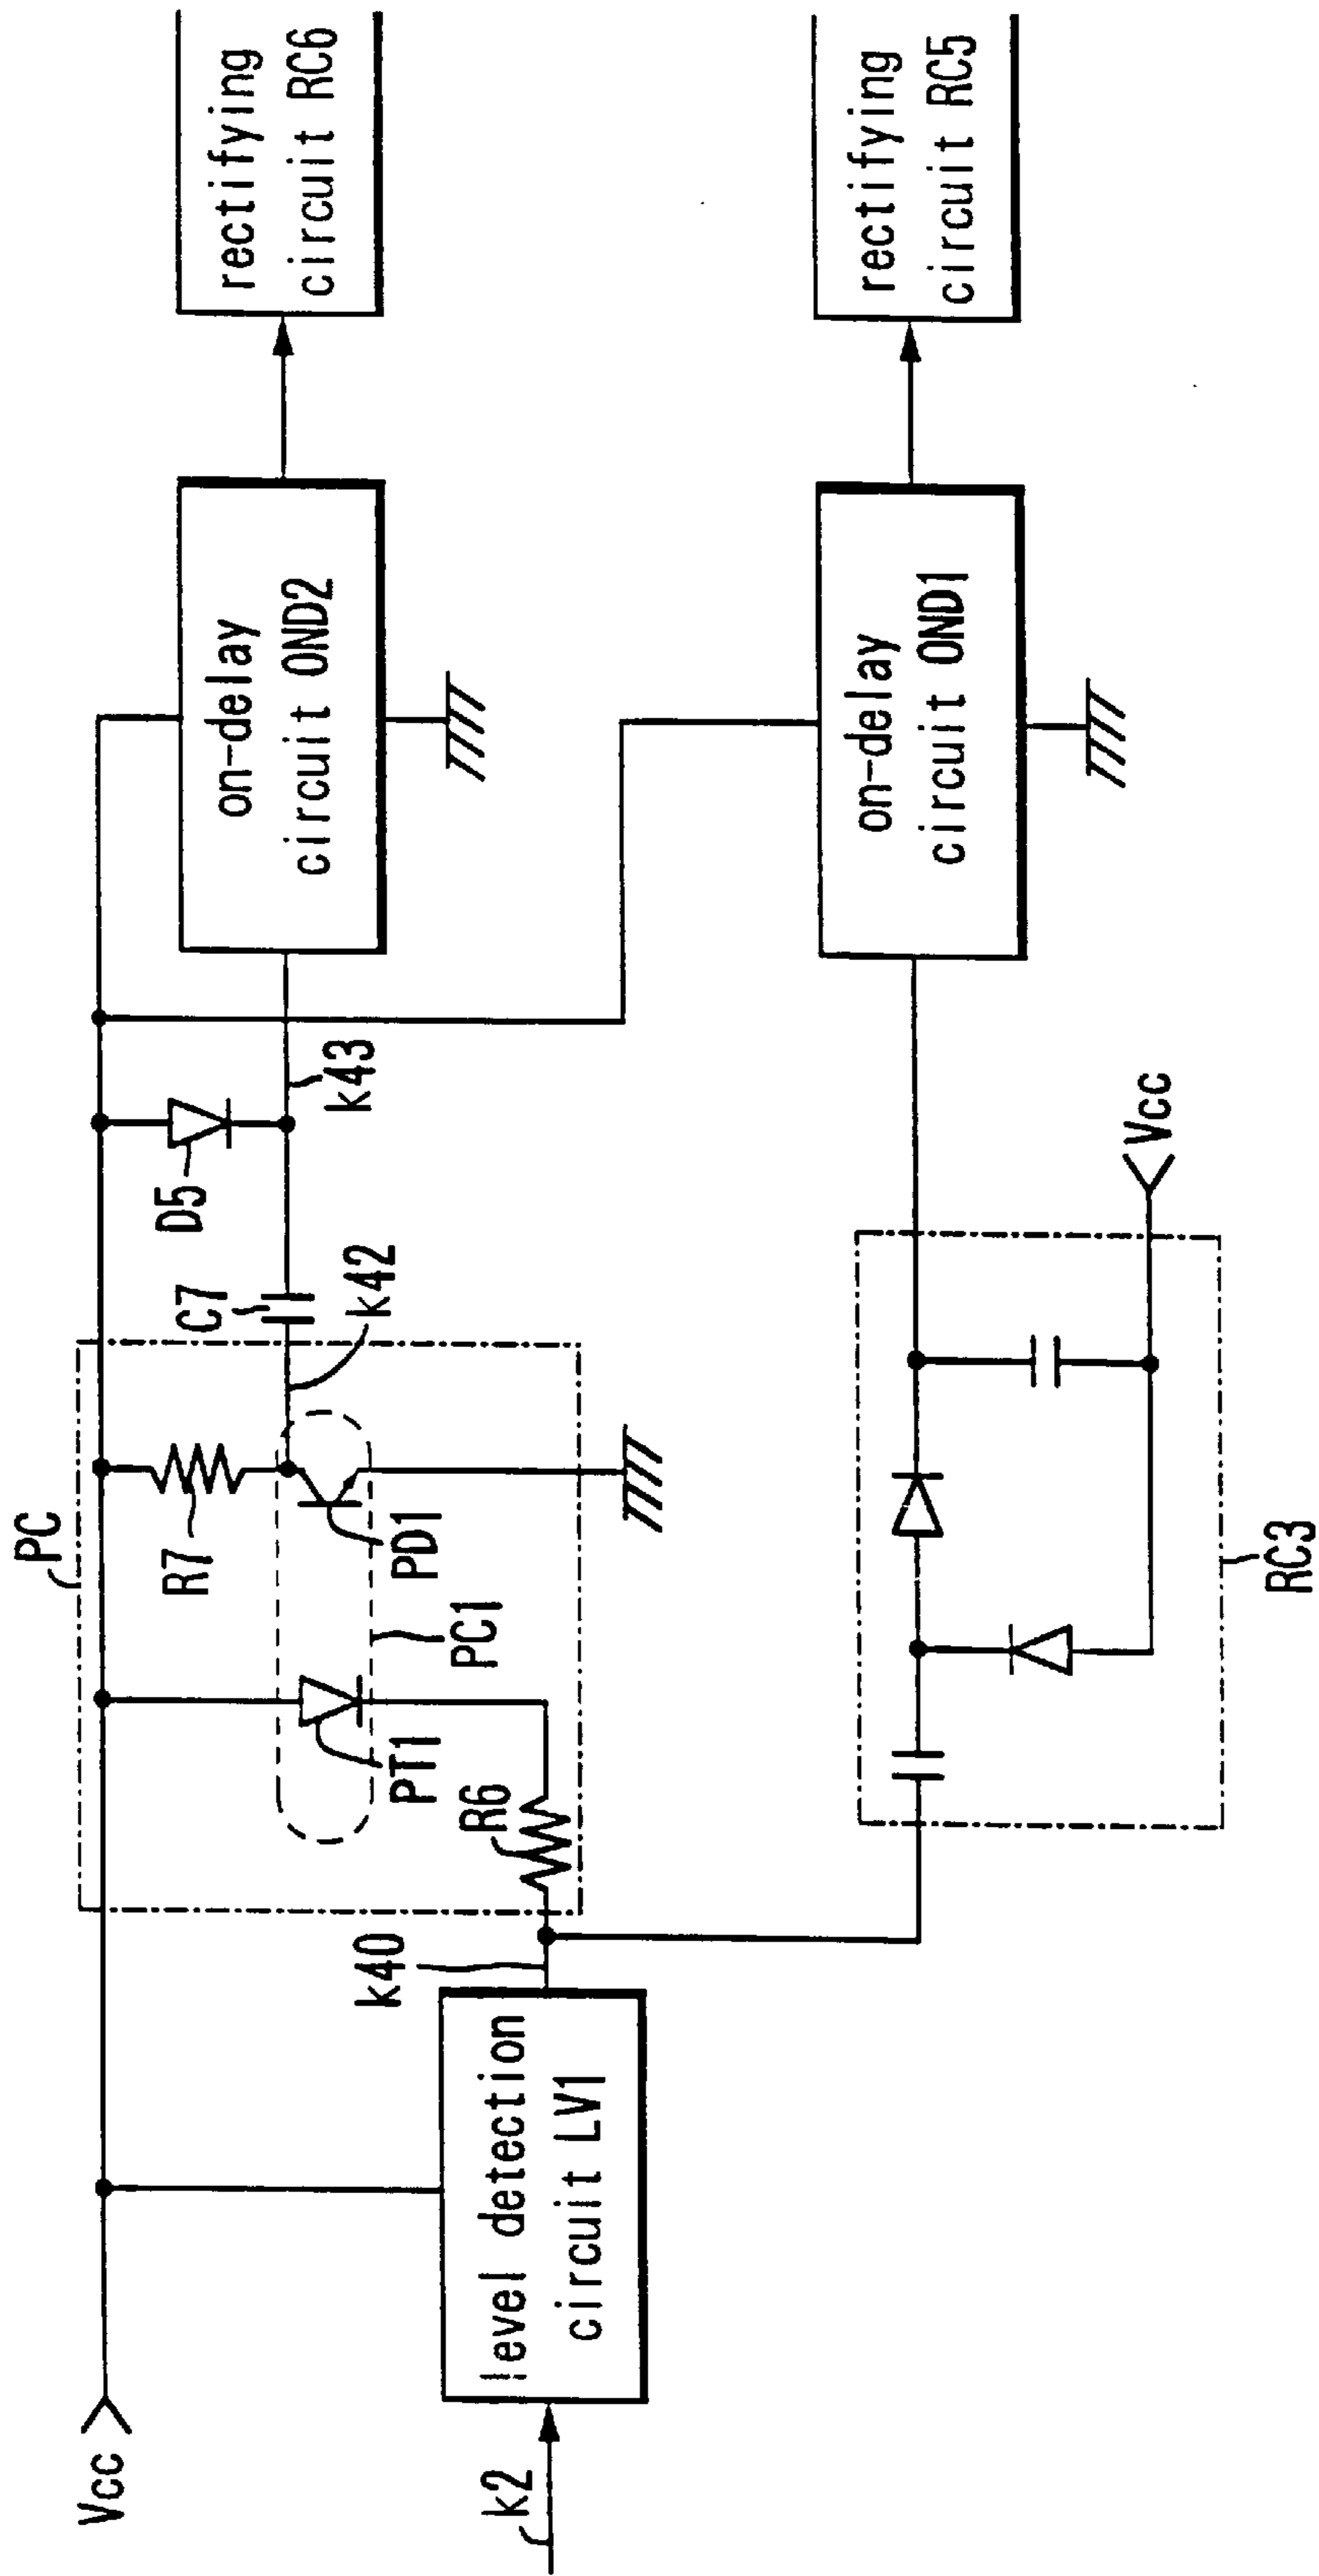 Vcc
PC
R7
C7
D5
k42
k43
PD1
PC1
PT1
R6
k40
k2
level detection
circuit LV1
on-delay
circuit OND2
rectifying
circuit RC6
Vcc
RC3
on-delay
circuit OND1
rectifying
circuit RC5